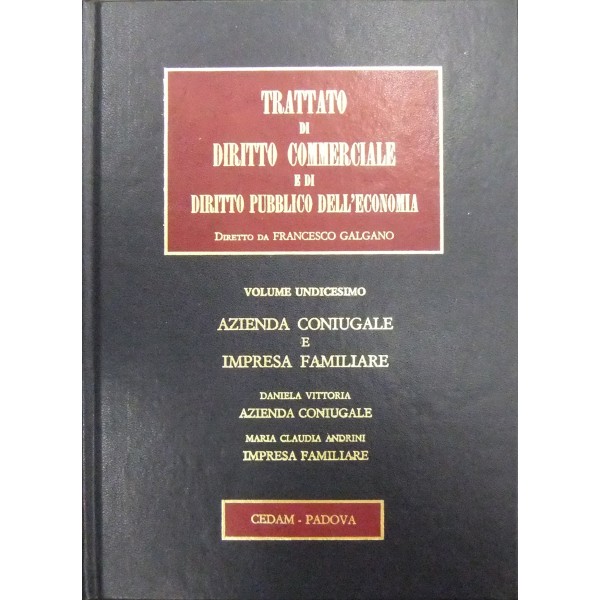 TRATTATO
DI
DIRITTO COMMERCIALE
E DI
DIRITTO PUBBLICO DELL'ECONOMIA
DIRETTO DA FRANCESCO GALGANO
VOLUME UNDICESIMO
AZIENDA CONIUGALE
E
IMPRESA FAMILIARE
DANIELA VITTORIA
AZIENDA CONIUGALE
MARIA CLAUDIA ANDRINI
IMPRESA FAMILIARE
CEDAM - PADOVA